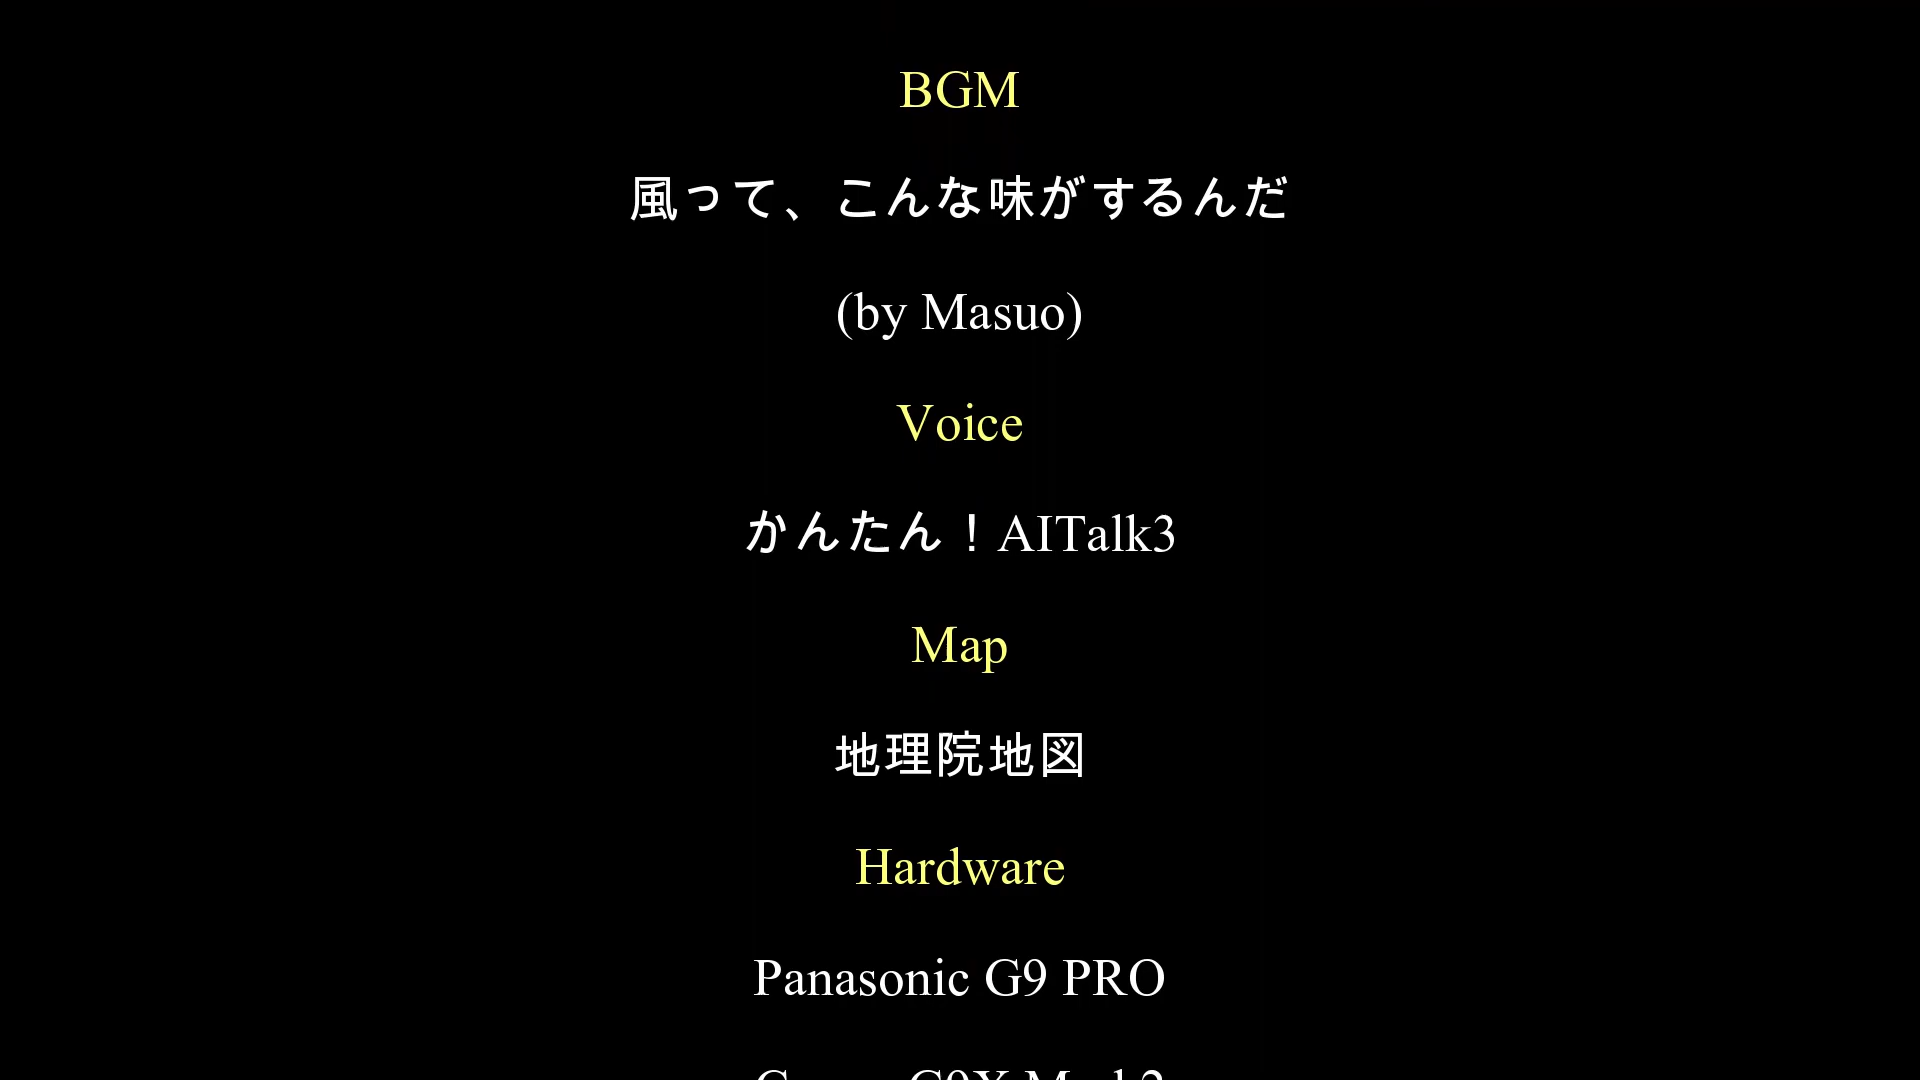 BGM
風って、こんな味がするんだ
(by Masuo)
Voice
かんたん！AITalk3
Map
地理院地図
Hardware
Panasonic G9 PRO